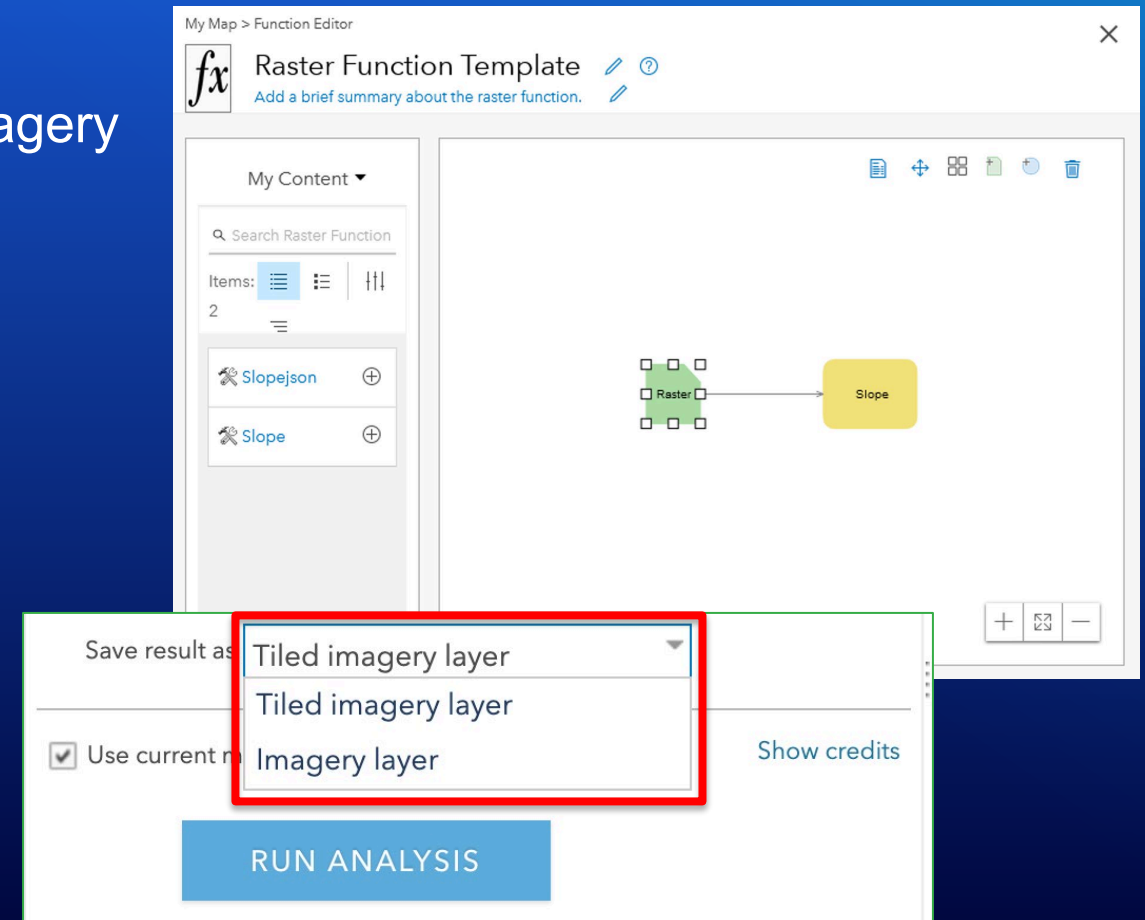 agery
My Map > Function Editor
fx Raster Function Template
Add a brief summary about the raster function.
My Content
Search Raster Function
Items:
2
Slopejson
Slope
Raster
Slope
Save result as Tiled imagery layer
Tiled imagery layer
Imagery layer
Use current m
Show credits
RUN ANALYSIS